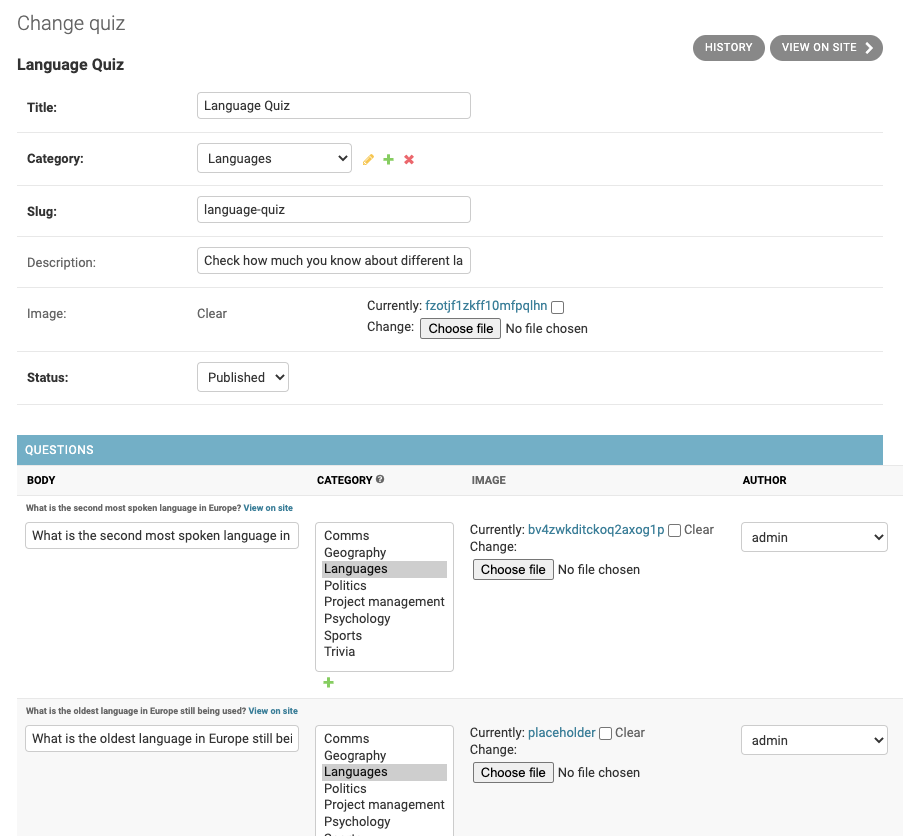 Change quiz
HISTORY
VIEW ON SITE
Language Quiz
Title: Language Quiz
Category: Languages
Slug: language-quiz
Description: Check how much you know about different la
Image: Clear Currently: fzotjf1zkff10mfpqlhn
Change: Choose file No file chosen
Status: Published
QUESTIONS
BODY CATEGORY ? IMAGE AUTHOR
What is the second most spoken language in Europe? View on site
What is the second most spoken language in
Comms
Geography
Languages
Politics
Project management
Psychology
Sports
Trivia
Currently: bv4zwkditckoq2axog1p Clear
Change:
Choose file No file chosen
admin
What is the oldest language in Europe still being used? View on site
What is the oldest language in Europe still bei
Comms
Geography
Languages
Politics
Project management
Psychology
Currently: placeholder Clear
Change:
Choose file No file chosen
admin